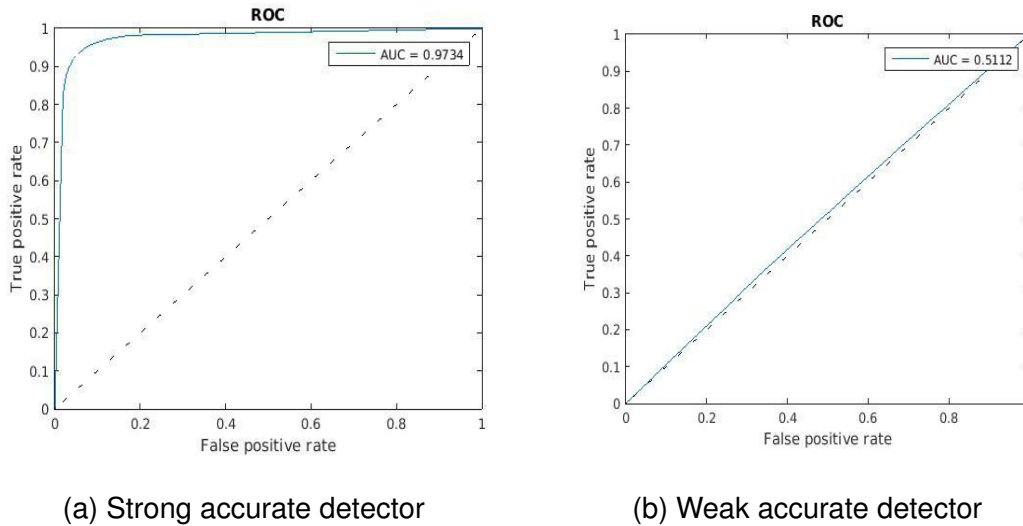 ROC
AUC = 0.9734
1
0.9
0.8
0.7
0.6
0.5
0.4
0.3
0.2
0.1
0
True positive rate
0 0.2 0.4 0.6 0.8 1
False positive rate
(a) Strong accurate detector
ROC
AUC = 0.5112
1
0.9
0.8
0.7
0.6
0.5
0.4
0.3
0.2
0.1
0
True positive rate
0 0.2 0.4 0.6 0.8
False positive rate
(b) Weak accurate detector